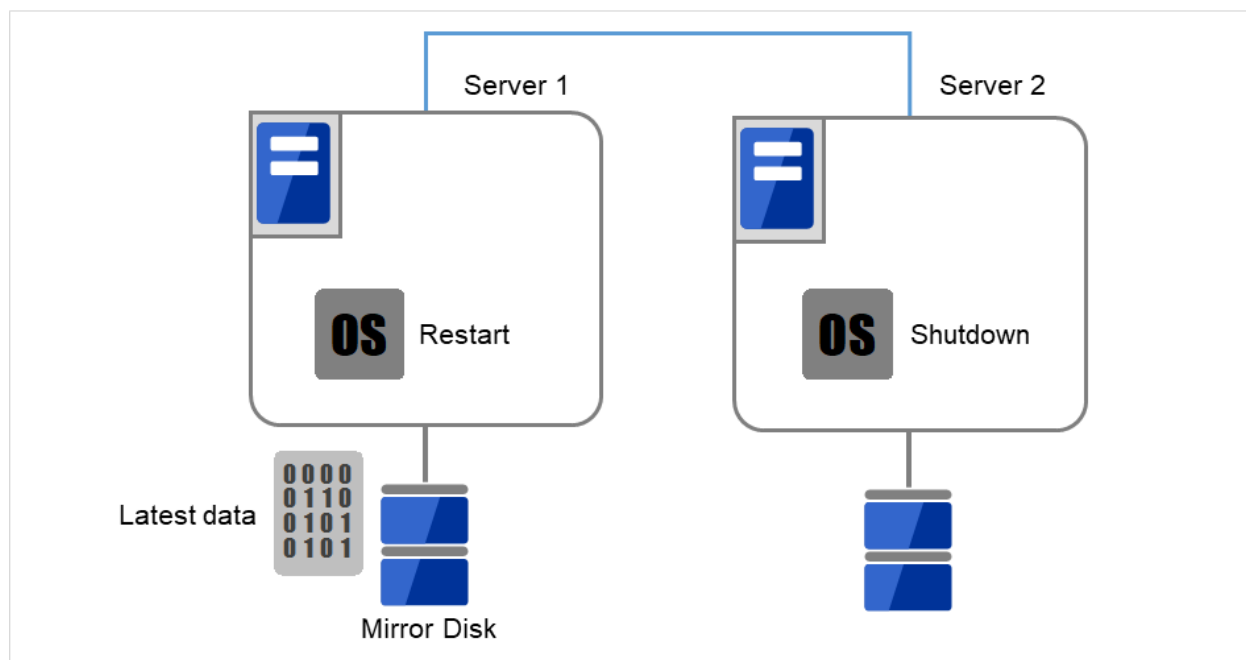 Server 1
Server 2
OS Restart
OS Shutdown
Latest data
0000
0110
0101
0101
Mirror Disk